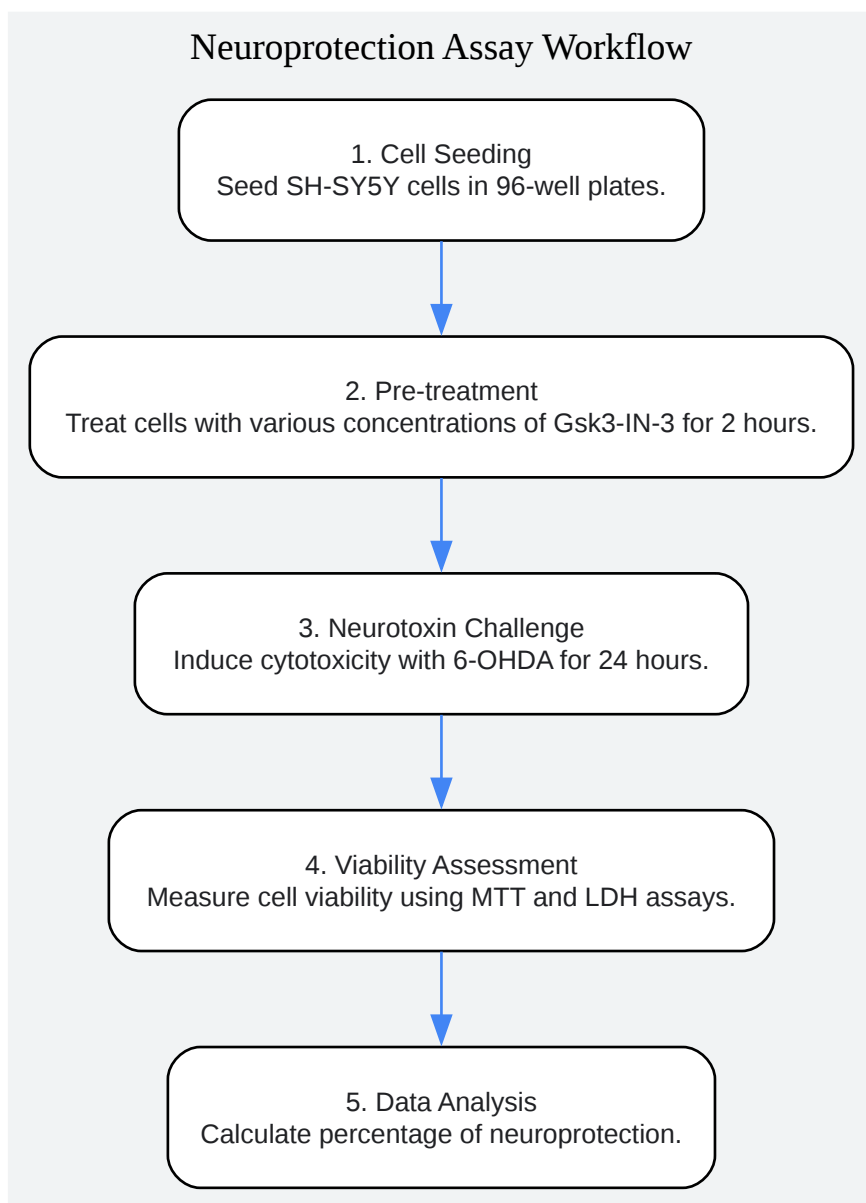 Neuroprotection Assay Workflow
1. Cell Seeding
Seed SH-SY5Y cells in 96-well plates.
2. Pre-treatment
Treat cells with various concentrations of Gsk3-IN-3 for 2 hours.
3. Neurotoxin Challenge
Induce cytotoxicity with 6-OHDA for 24 hours.
4. Viability Assessment
Measure cell viability using MTT and LDH assays.
5. Data Analysis
Calculate percentage of neuroprotection.